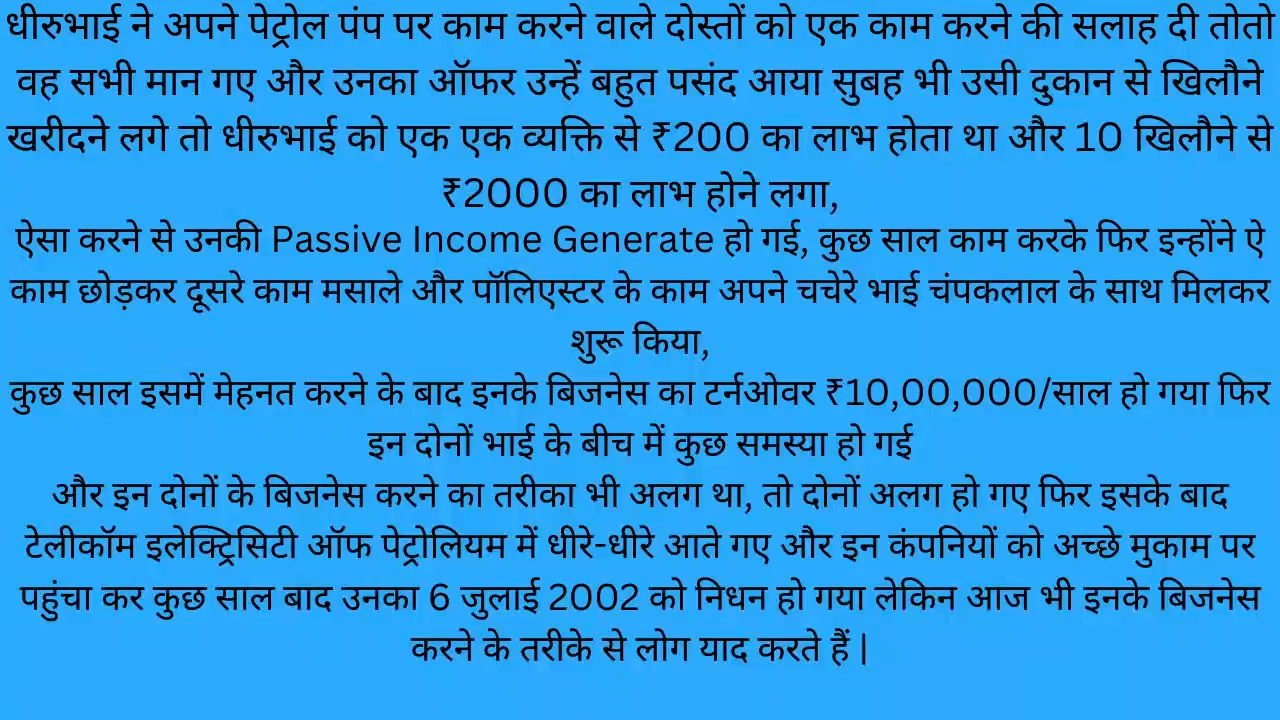 धीरुभाई ने अपने पेट्रोल पंप पर काम करने वाले दोस्तों को एक काम करने की सलाह दी तोतो
वह सभी मान गए और उनका ऑफर उन्हें बहुत पसंद आया सुबह भी उसी दुकान से खिलौने
खरीदने लगे तो धीरुभाई को एक एक व्यक्ति से ₹200 का लाभ होता था और 10 खिलौने से
₹2000 का लाभ होने लगा,
ऐसा करने से उनकी Passive Income Generate हो गई, कुछ साल काम करके फिर इन्होंने ऐ
काम छोड़कर दूसरे काम मसाले और पॉलिएस्टर के काम अपने चचेरे भाई चंपकलाल के साथ मिलकर
शुरू किया,
कुछ साल इसमें मेहनत करने के बाद इनके बिजनेस का टर्नओवर ₹10,00,000/साल हो गया फिर
इन दोनों भाई के बीच में कुछ समस्या हो गई
और इन दोनों के बिजनेस करने का तरीका भी अलग था, तो दोनों अलग हो गए फिर इसके बाद
टेलीकॉम इलेक्ट्रिसिटी ऑफ पेट्रोलियम में धीरे-धीरे आते गए और इन कंपनियों को अच्छे मुकाम पर
पहुंचा कर कुछ साल बाद उनका 6 जुलाई 2002 को निधन हो गया लेकिन आज भी इनके बिजनेस
करने के तरीके से लोग याद करते हैं |